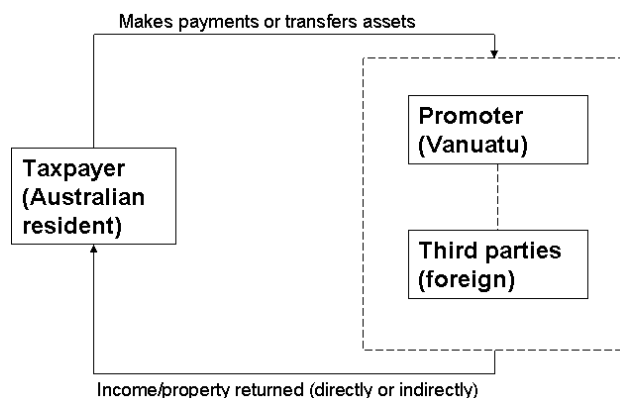 Makes payments or transfers assets
Promoter
(Vanuatu)
Taxpayer
(Australian
resident)
Third parties
(foreign)
Income/property returned (directly or indirectly)